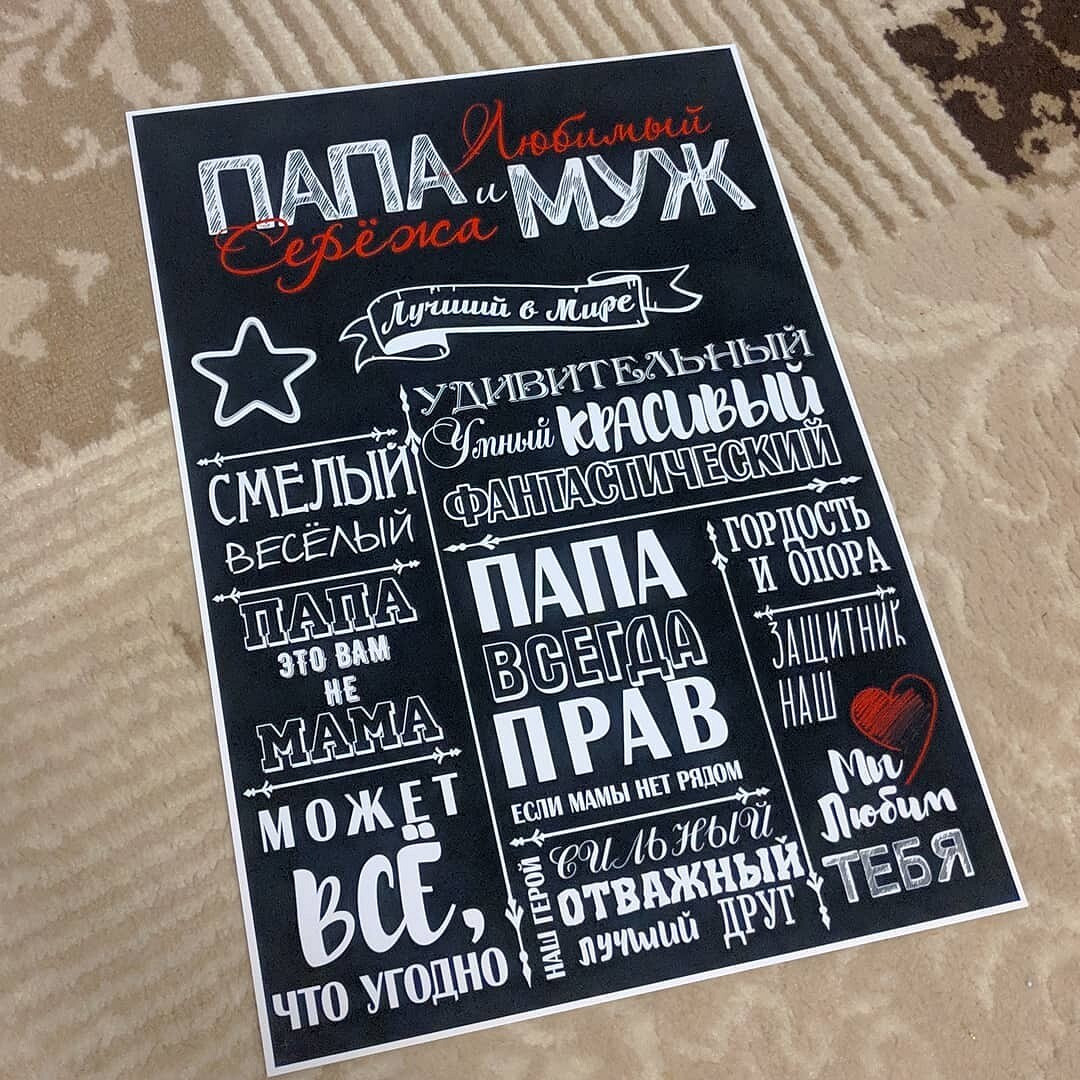 Любимый
ПАПА и МУЖ
Серёжа
Лучший в Мире
УДИВИТЕЛЬНЫЙ
Умный КРАСИВЫЙ
ФАНТАСТИЧЕСКИЙ
СМЕЛЫЙ
ВЕСЁЛЫЙ
ПАПА
ЭТО ВАМ
НЕ
МАМА
МОЖЕТ
ВСЁ,
ЧТО УГОДНО
ПАПА
ВСЕГДА
ПРАВ
ЕСЛИ МАМЫ НЕТ РЯДОМ
НАШ ГЕРОЙ
СИЛЬНЫЙ
ОТВАЖНЫЙ
ЛУЧШИЙ ДРУГ
ГОРДОСТЬ
И ОПОРА
ЗАЩИТНИК
НАШ
Мы
Любим
ТЕБЯ